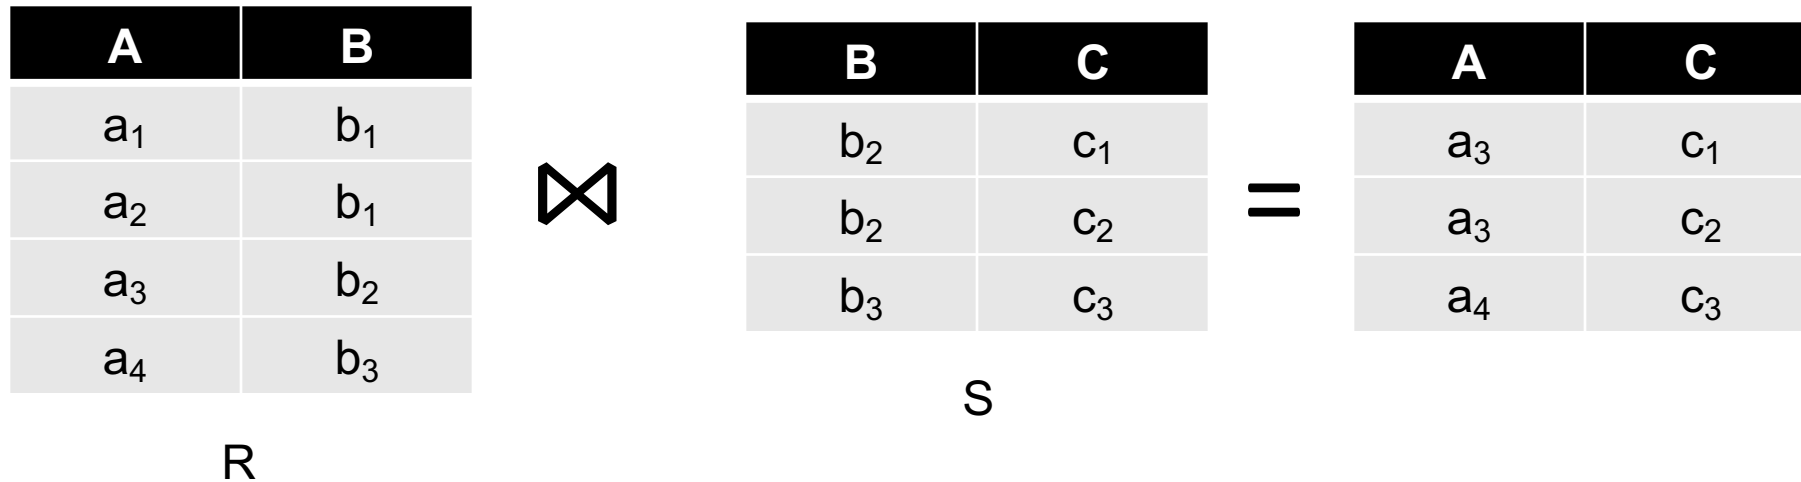 A B
a₁ b₁
a₂ b₁
a₃ b₂
a₄ b₃
R
⋈
B C
b₂ c₁
b₂ c₂
b₃ c₃
S
=
A C
a₃ c₁
a₃ c₂
a₄ c₃